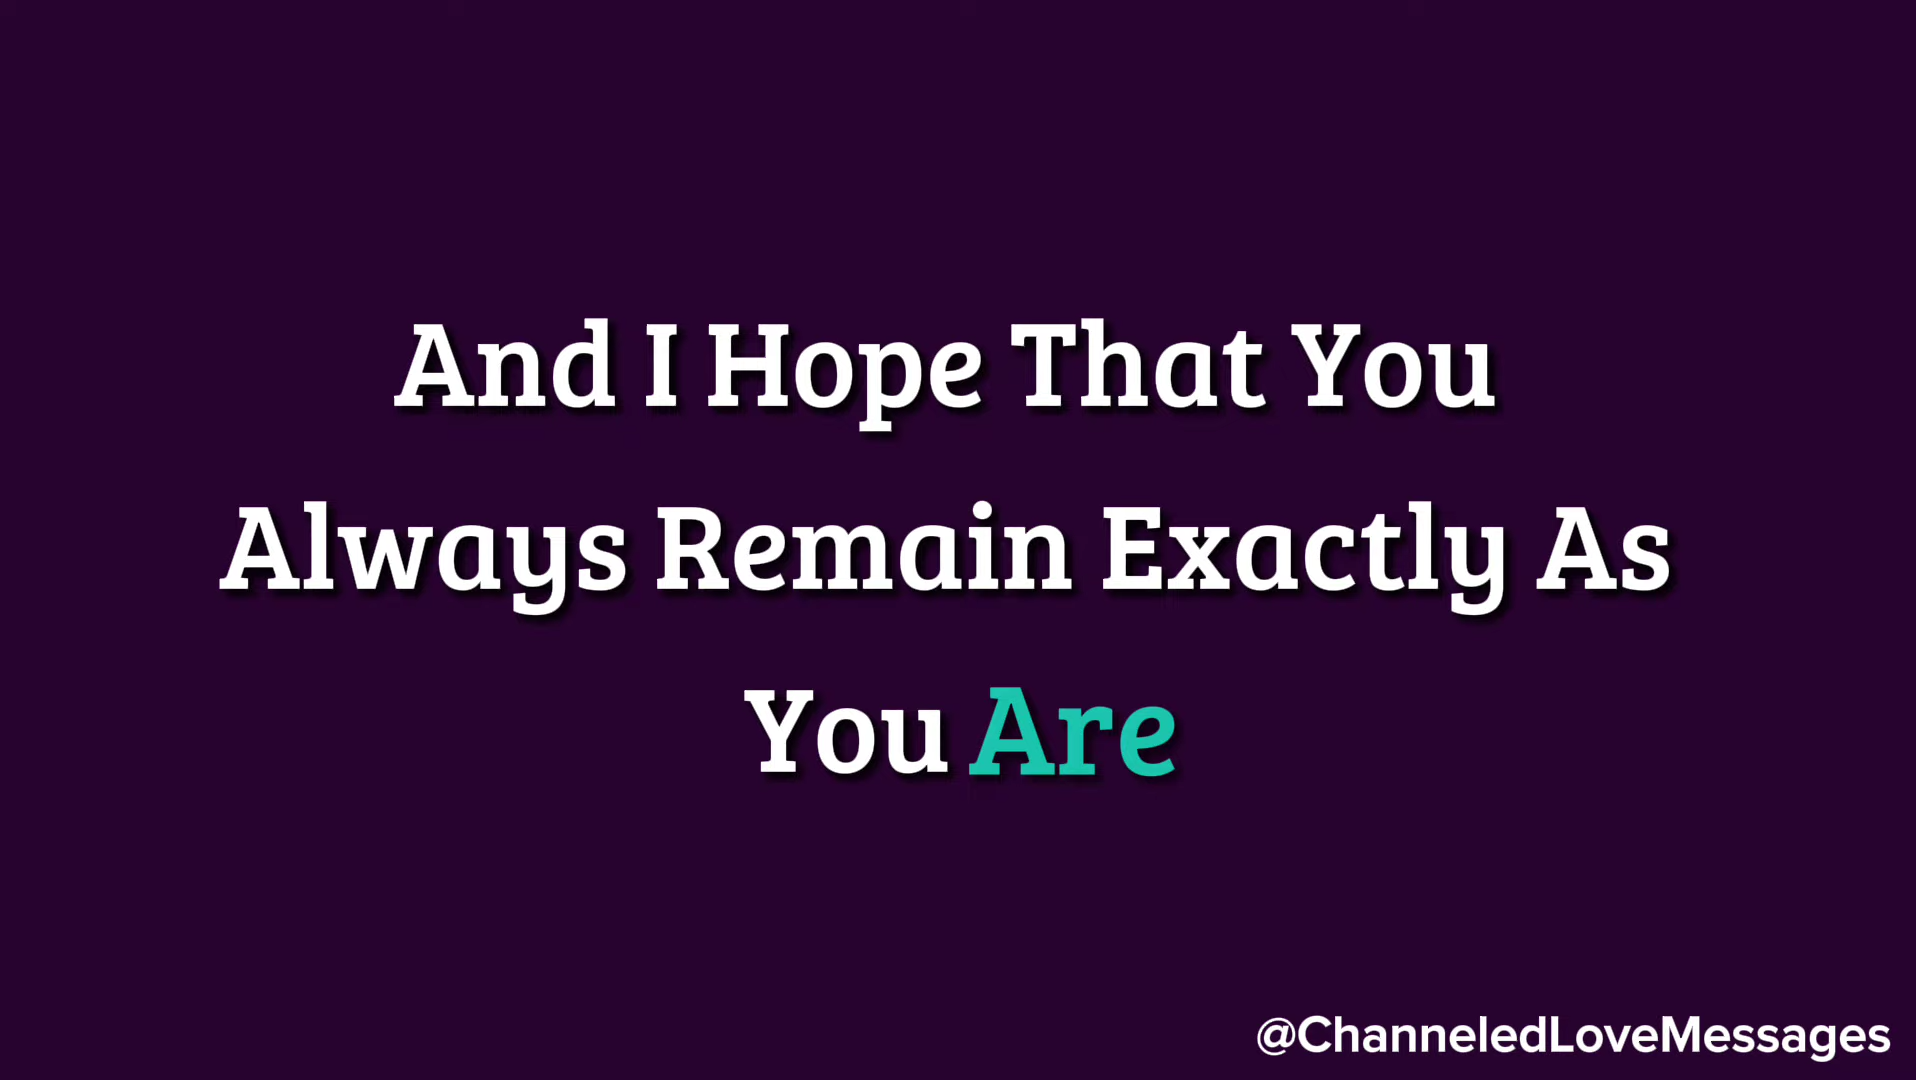 And I Hope That You
Always Remain Exactly As
You Are
@ChanneledLoveMessages